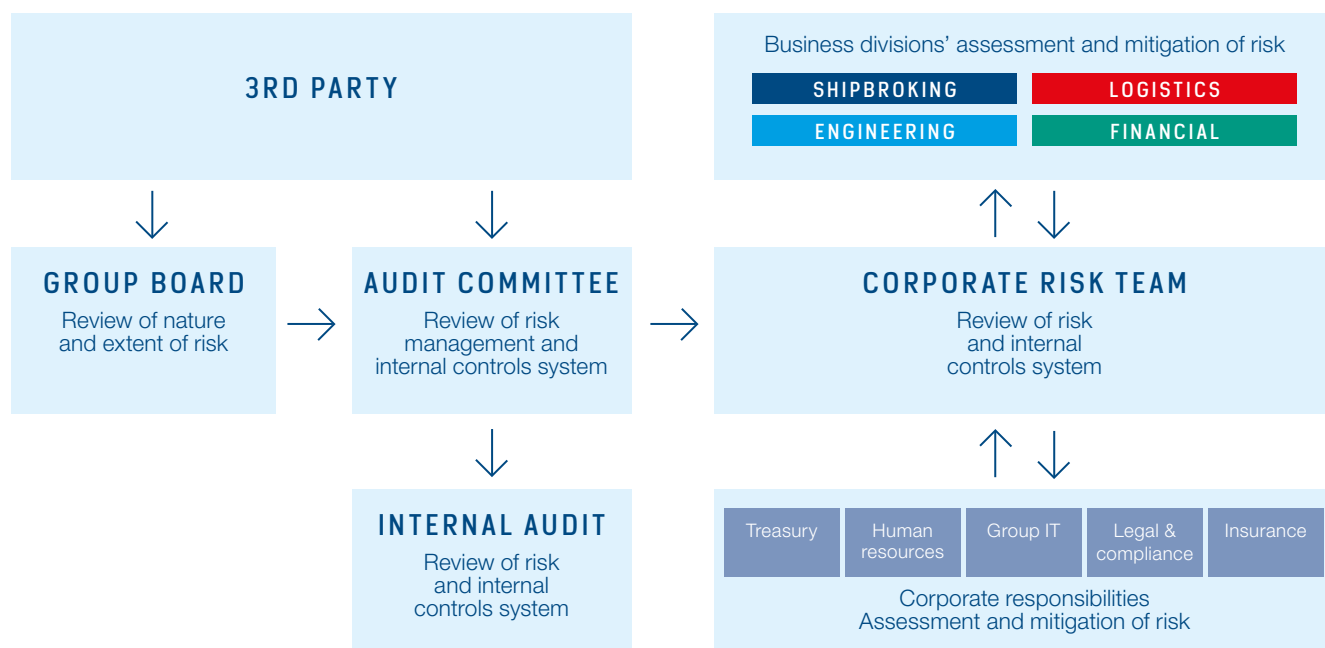 3RD PARTY
Business divisions’ assessment and mitigation of risk
SHIPBROKING
LOGISTICS
ENGINEERING
FINANCIAL
GROUP BOARD
Review of nature
and extent of risk
AUDIT COMMITTEE
Review of risk
management and
internal controls system
CORPORATE RISK TEAM
Review of risk
and internal
controls system
INTERNAL AUDIT
Review of risk
and internal
controls system
Treasury
Human
resources
Group IT
Legal &
compliance
Insurance
Corporate responsibilities
Assessment and mitigation of risk